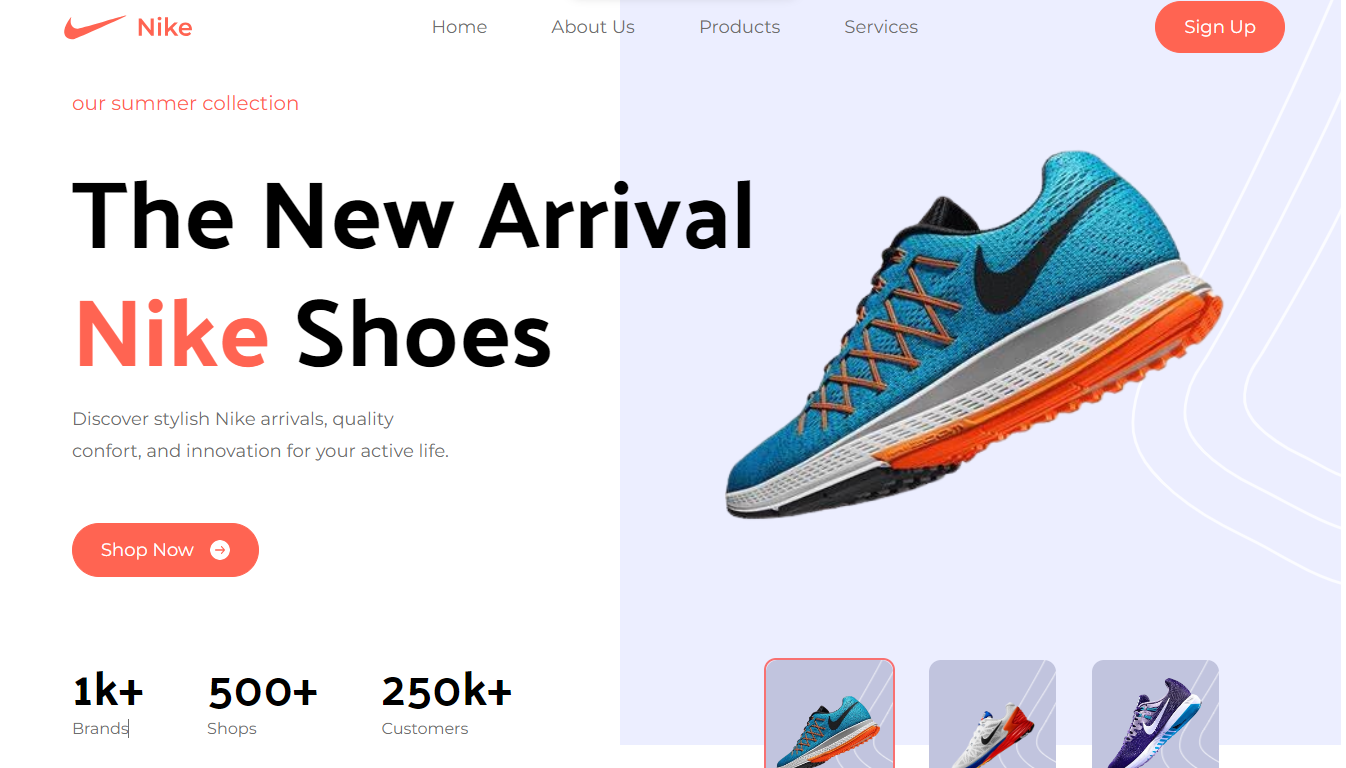 Nike
Home About Us Products Services
Sign Up
our summer collection
The New Arrival
Nike Shoes
Discover stylish Nike arrivals, quality
confort, and innovation for your active life.
Shop Now
1k+ 500+ 250k+
Brands Shops Customers